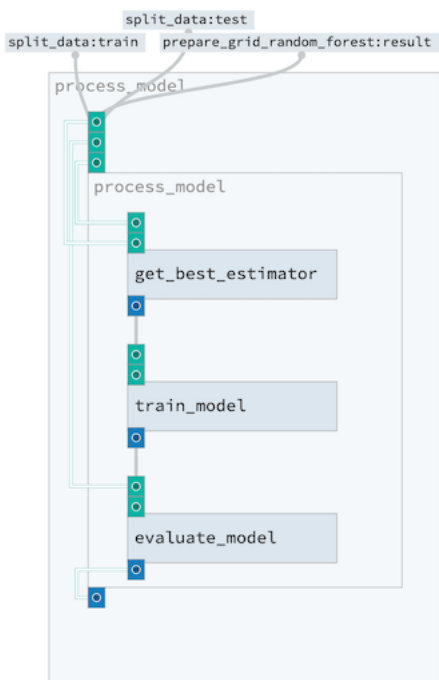 split_data:test
split_data:train prepare_grid_random_forest:result
process_model
process_model
get_best_estimator
train_model
evaluate_model